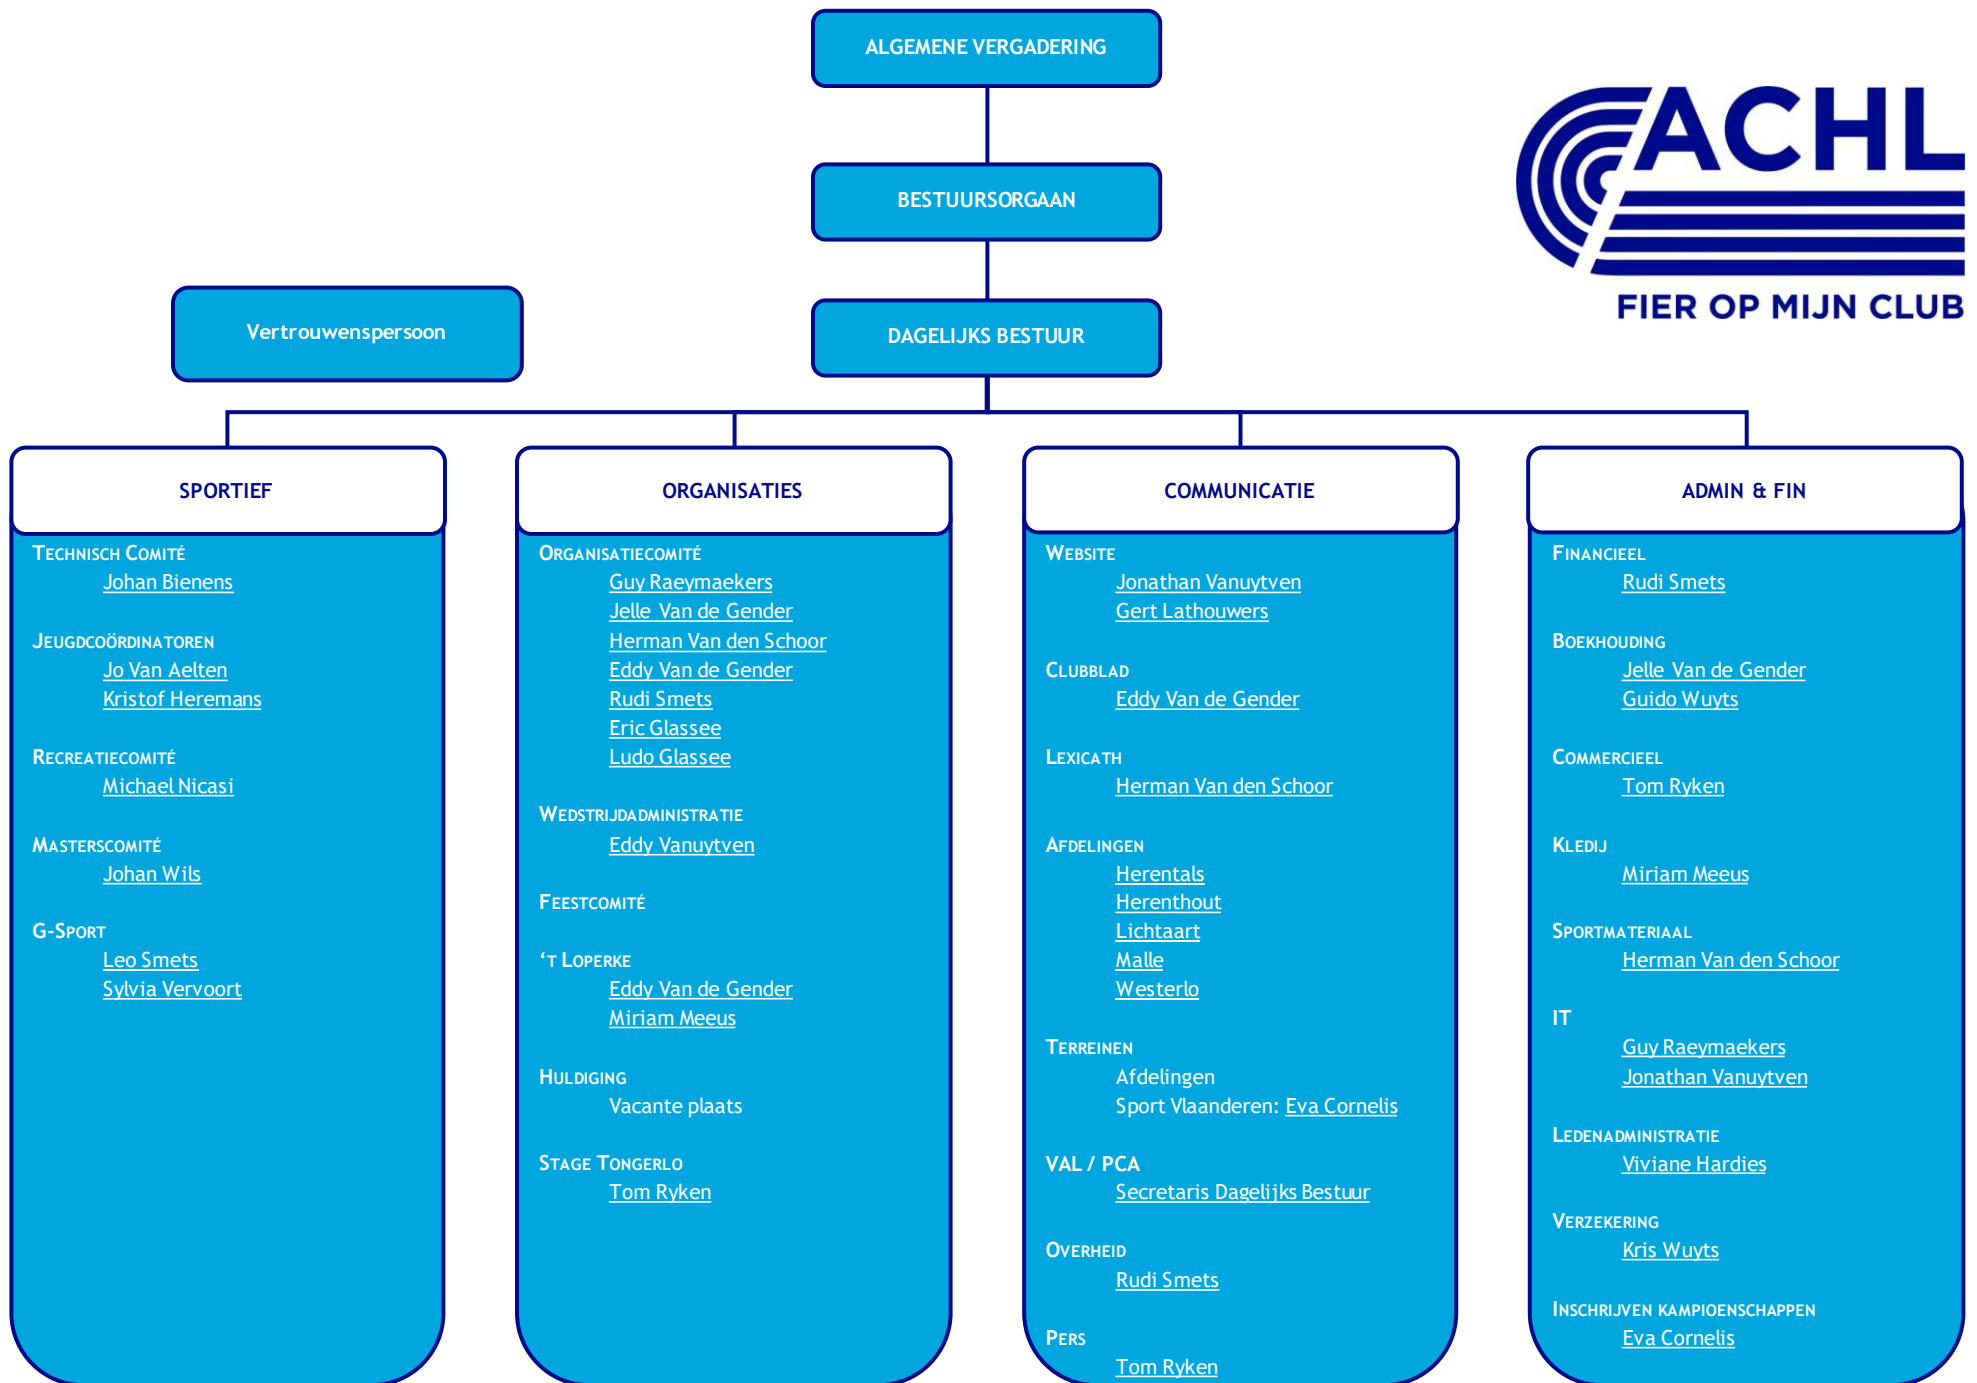 ALGEMENE VERGADERING
ACHL
FIER OP MIJN CLUB
BESTUURSORGAAN
Vertrouwenspersoon
DAGELIJKS BESTUUR
SPORTIEF
TECHNISCH COMITÉ
Johan Bienens
JEUGDCOÖRDINATOREN
Jo Van Aelten
Kristof Heremans
RECREATIECOMITÉ
Michael Nicasi
MASTERSCOMITÉ
Johan Wils
G-SPORT
Leo Smets
Sylvia Vervoort
ORGANISATIES
ORGANISATIECOMITÉ
Guy Raeymaekers
Jelle Van de Gender
Herman Van den Schoor
Eddy Van de Gender
Rudi Smets
Eric Glassee
Ludo Glassee
WEDSTRIJDADMINISTRATIE
Eddy Vanuytven
FEESTCOMITÉ
‘T LOPERKE
Eddy Van de Gender
Miriam Meeus
HULDIGING
Vacante plaats
STAGE TONGERLO
Tom Ryken
COMMUNICATIE
WEBSITE
Jonathan Vanuytven
Gert Lathouwers
CLUBBLAD
Eddy Van de Gender
LEXICATH
Herman Van den Schoor
AFDELINGEN
Herentals
Herenthout
Lichtaart
Malle
Westerlo
TERREINEN
Afdelingen
Sport Vlaanderen: Eva Cornelis
VAL / PCA
Secretaris Dagelijks Bestuur
OVERHEID
Rudi Smets
PERS
Tom Ryken
ADMIN & FIN
FINANCIEEL
Rudi Smets
BOEKHOUDING
Jelle Van de Gender
Guido Wuyts
COMMERCIEEL
Tom Ryken
KLEDIJ
Miriam Meeus
SPORTMATERIAAL
Herman Van den Schoor
IT
Guy Raeymaekers
Jonathan Vanuytven
LEDENADMINISTRATIE
Viviane Hardies
VERZEKERING
Kris Wuyts
INSCHRIJVEN KAMPIOENSCHAPPEN
Eva Cornelis